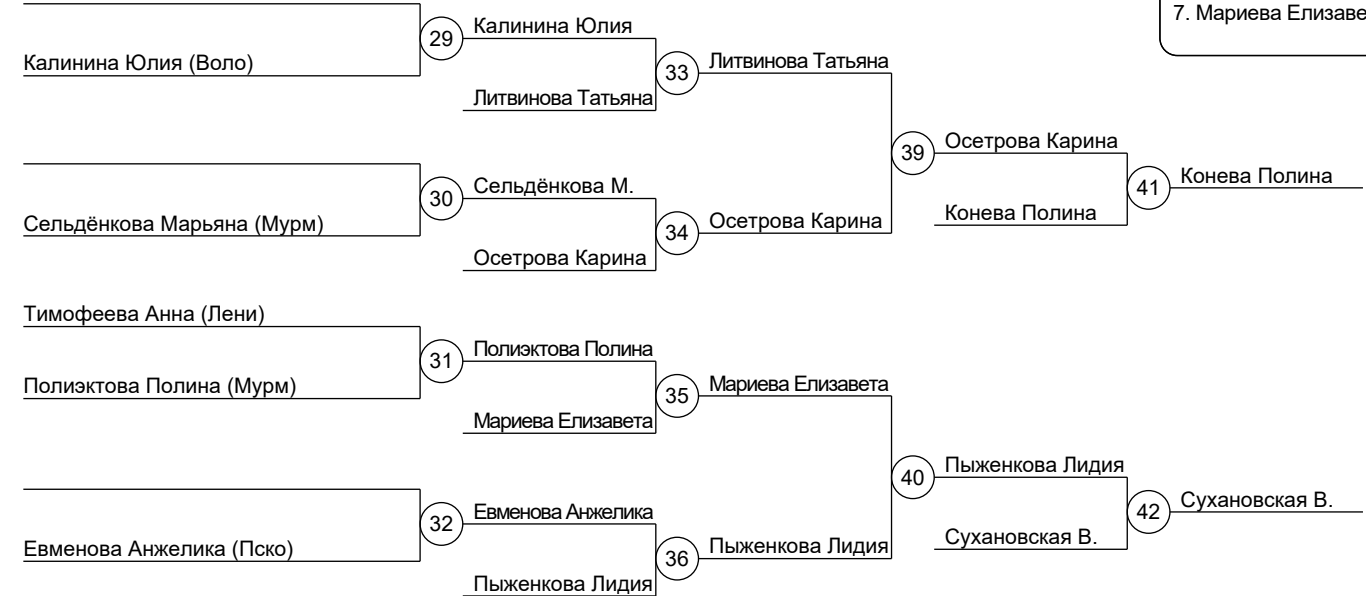 7. Мариева Елизаве
Калинина Юлия (Воло)
29
Калинина Юлия
Литвинова Татьяна
33
Литвинова Татьяна
Сельдёнкова Марьяна (Мурм)
30
Сельдёнкова М.
Осетрова Карина
34
Осетрова Карина
39
Осетрова Карина
Конева Полина
41
Конева Полина
Тимофеева Анна (Лени)
Полиэктова Полина (Мурм)
31
Полиэктова Полина
Мариева Елизавета
35
Мариева Елизавета
Евменова Анжелика (Пско)
32
Евменова Анжелика
Пыженкова Лидия
36
Пыженкова Лидия
40
Пыженкова Лидия
Сухановская В.
42
Сухановская В.